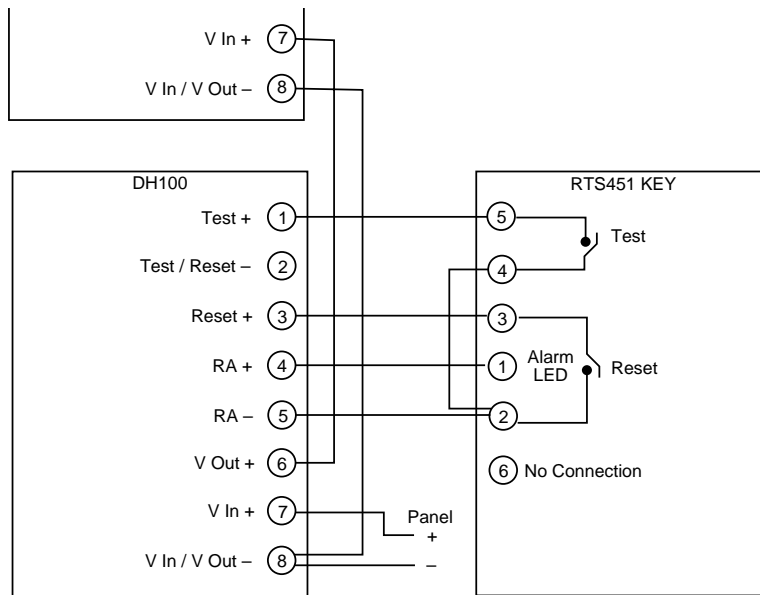 V In + 7
V In / V Out – 8
DH100
RTS451 KEY
Test + 1
5
Test
Test / Reset – 2
4
Reset + 3
3
RA + 4
1
Alarm
LED
Reset
RA – 5
2
V Out + 6
6 No Connection
V In + 7
Panel
+
V In / V Out – 8
–